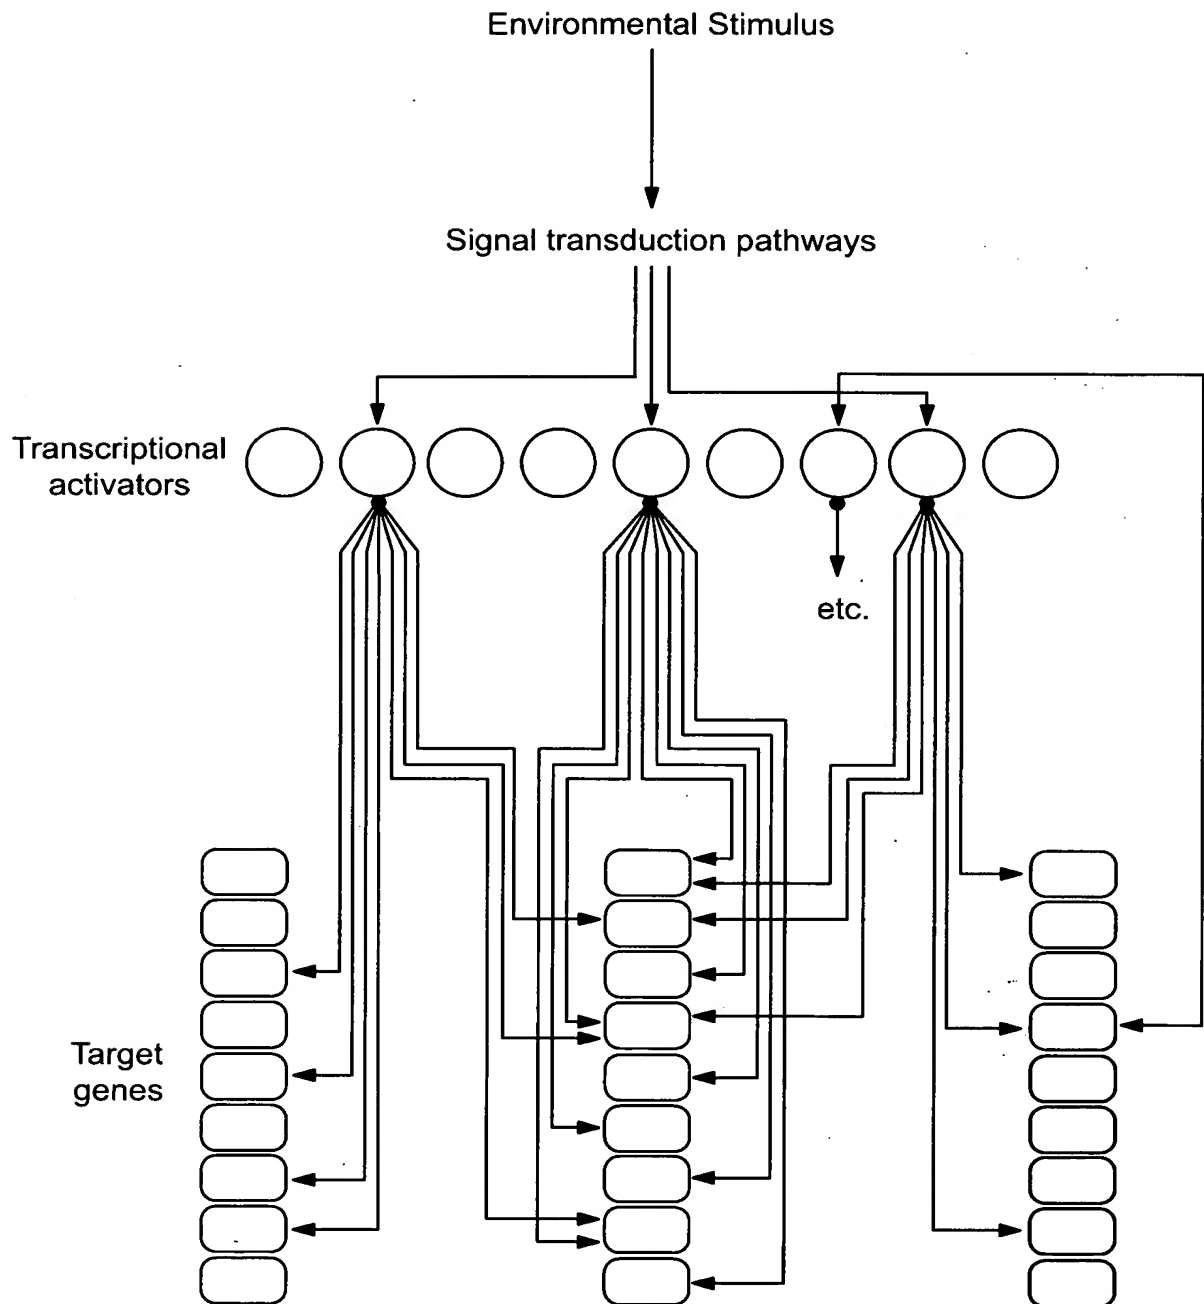 Environmental Stimulus
Signal transduction pathways
Transcriptional
activators
etc.
Target
genes